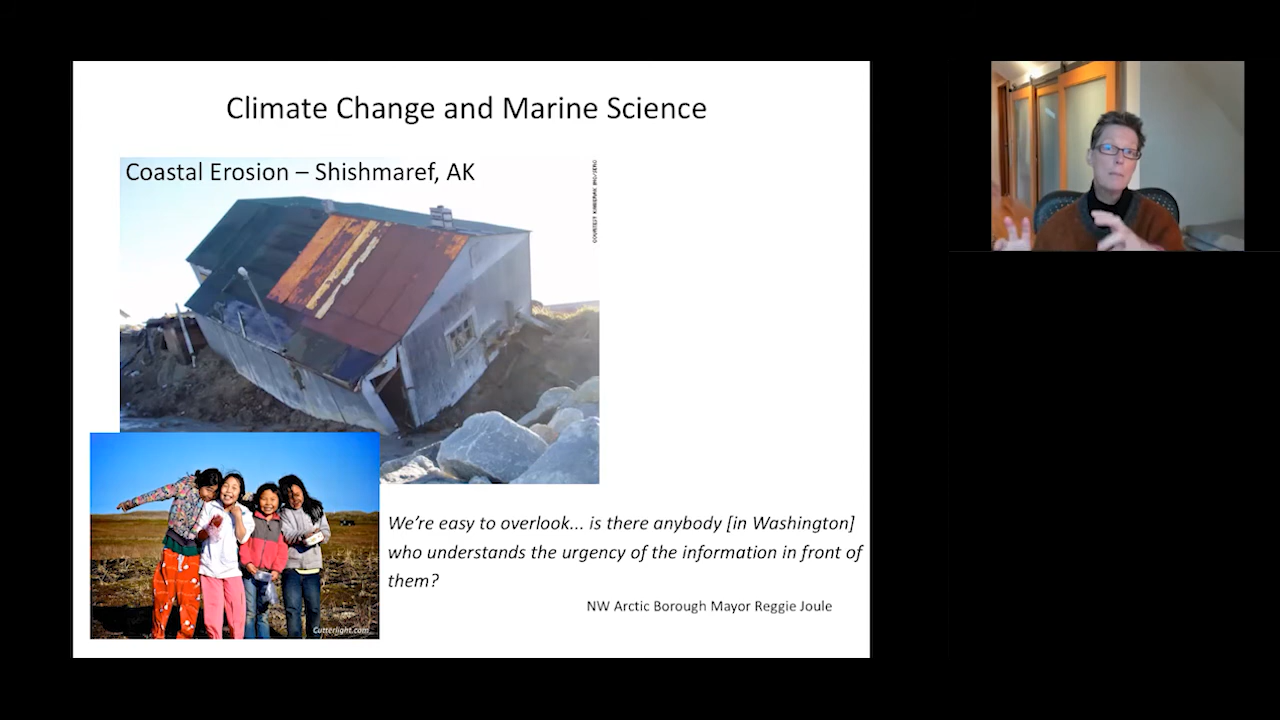 Climate Change and Marine Science
Coastal Erosion – Shishmaref, AK
We're easy to overlook... is there anybody [in Washington]
who understands the urgency of the information in front of
them?
NW Arctic Borough Mayor Reggie Joule
Cutterlight.com